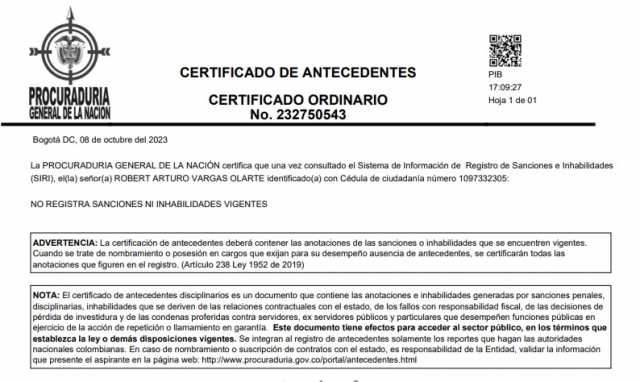 PROCURADURIA
GENERAL DE LA NACIÓN
CERTIFICADO DE ANTECEDENTES
CERTIFICADO ORDINARIO
No. 232750543
PIB
17:09:27
Hoja 1 de 01
Bogotá DC, 08 de octubre del 2023
La PROCURADURIA GENERAL DE LA NACIÓN certifica que una vez consultado el Sistema de Información de Registro de Sanciones e Inhabilidades
(SIRI), el(la) señor(a) ROBERT ARTURO VARGAS OLARTE identificado(a) con Cédula de ciudadanía número 1097332305:
NO REGISTRA SANCIONES NI INHABILIDADES VIGENTES
ADVERTENCIA: La certificación de antecedentes deberá contener las anotaciones de las sanciones o inhabilidades que se encuentren vigentes.
Cuando se trate de nombramiento o posesión en cargos que exijan para su desempeño ausencia de antecedentes, se certificarán todas las
anotaciones que figuren en el registro. (Artículo 238 Ley 1952 de 2019)
NOTA: El certificado de antecedentes disciplinarios es un documento que contiene las anotaciones e inhabilidades generadas por sanciones penales,
disciplinarias, inhabilidades que se deriven de las relaciones contractuales con el estado, de los fallos con responsabilidad fiscal, de las decisiones de
pérdida de investidura y de las condenas proferidas contra servidores, ex servidores públicos y particulares que desempeñen funciones públicas en
ejercicio de la acción de repetición o llamamiento en garantía. Este documento tiene efectos para acceder al sector público, en los términos que
establezca la ley o demás disposiciones vigentes. Se integran al registro de antecedentes solamente los reportes que hagan las autoridades
nacionales colombianas. En caso de nombramiento o suscripción de contratos con el estado, es responsabilidad de la Entidad, validar la información
que presente el aspirante en la página web: http://www.procuraduria.gov.co/portal/antecedentes.html